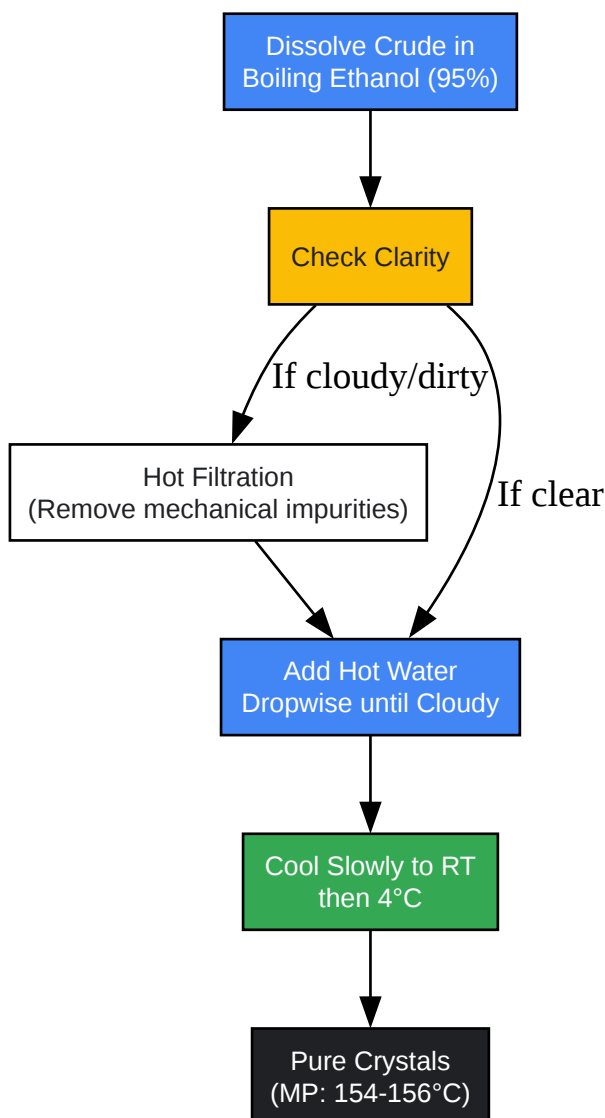 Dissolve Crude in
Boiling Ethanol (95%)
Check Clarity
If cloudy/dirty
Hot Filtration
(Remove mechanical impurities)
If clear
Add Hot Water
Dropwise until Cloudy
Cool Slowly to RT
then 4°C
Pure Crystals
(MP: 154-156°C)